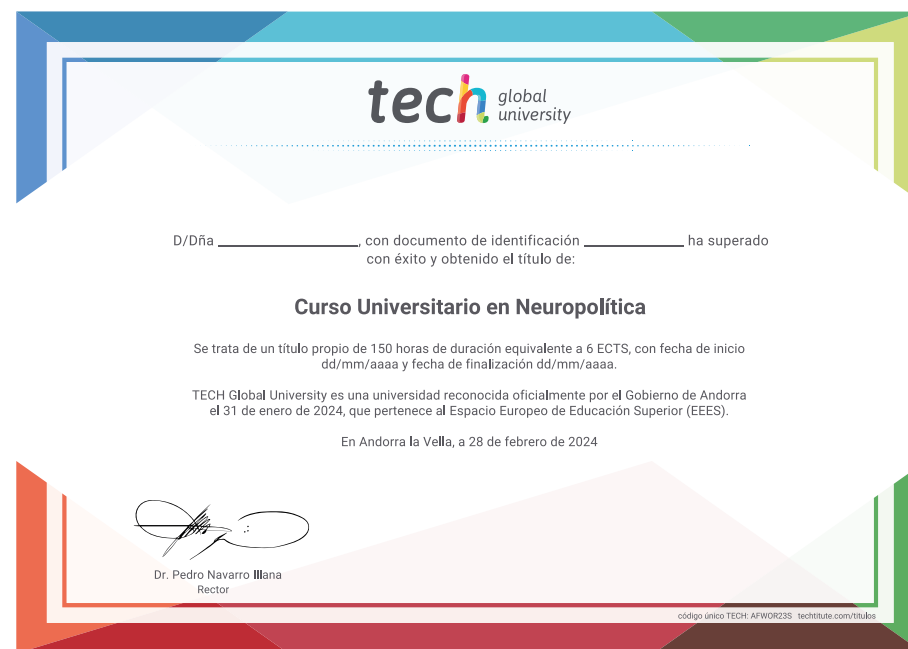 tech global
university
D/Dña ____________________, con documento de identificación ______________ ha superado
con éxito y obtenido el título de:
Curso Universitario en Neuropolítica
Se trata de un título propio de 150 horas de duración equivalente a 6 ECTS, con fecha de inicio
dd/mm/aaaa y fecha de finalización dd/mm/aaaa.
TECH Global University es una universidad reconocida oficialmente por el Gobierno de Andorra
el 31 de enero de 2024, que pertenece al Espacio Europeo de Educación Superior (EEES).
En Andorra la Vella, a 28 de febrero de 2024
Dr. Pedro Navarro Illana
Rector
código único TECH: AFWOR23S techtitute.com/titulos